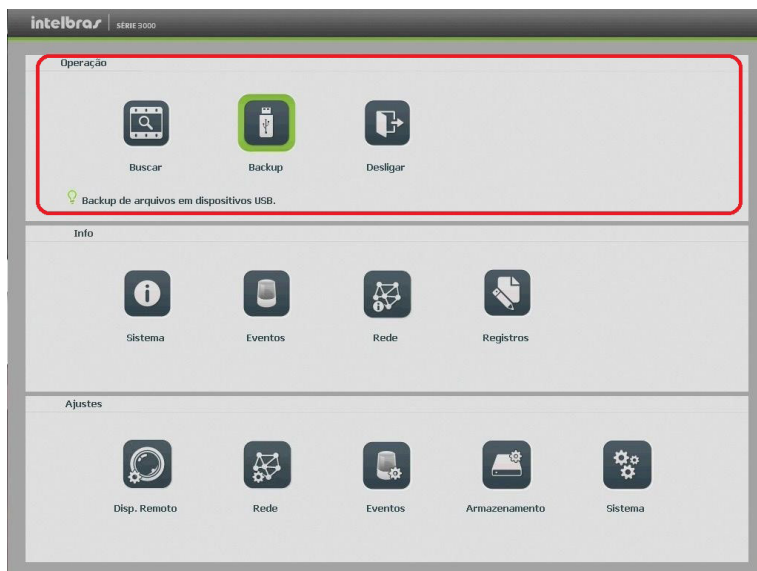 intelbras SÉRIE 3000
Operação
Buscar Backup Desligar
Backup de arquivos em dispositivos USB.
Info
Sistema Eventos Rede Registros
Ajustes
Disp. Remoto Rede Eventos Armazenamento Sistema